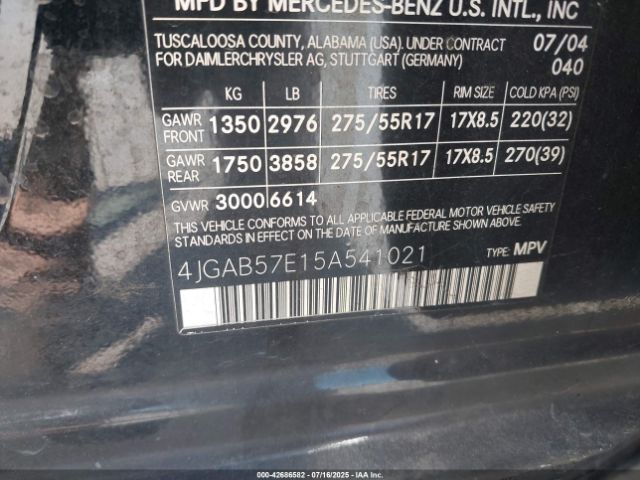 MFD BY MERCEDES-BENZ U.S. INTL., INC
TUSCALOOSA COUNTY, ALABAMA (USA). UNDER CONTRACT 07/04
FOR DAIMLERCHRYSLER AG, STUTTGART (GERMANY) 040
KG LB TIRES RIM SIZE COLD KPA (PSI)
GAWR FRONT 1350 2976 275/55R17 17X8.5 220(32)
GAWR REAR 1750 3858 275/55R17 17X8.5 270(39)
GVWR 3000 6614
THIS VEHICLE CONFORMS TO ALL APPLICABLE FEDERAL MOTOR VEHICLE SAFETY
STANDARDS IN EFFECT ON THE DATE OF MANUFACTURE SHOWN ABOVE.
4JGAB57E15A541021 TYPE: MPV
000-42686582 - 07/16/2025 - COPYRIGHT IAA, LLC.